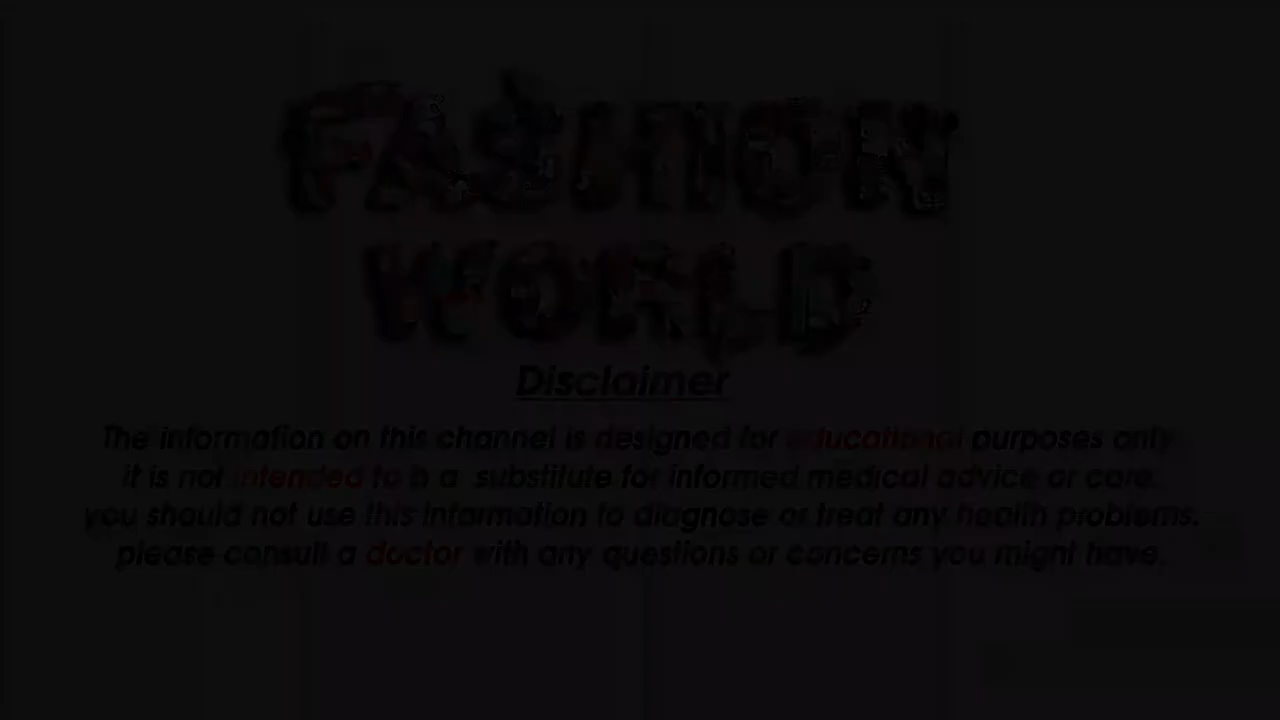 FASHION
WORLD
Disclaimer
The information on this channel is designed for educational purposes only
it is not intended to b a substitute for informed medical advice or care.
you should not use this information to diagnose or treat any health problems.
please consult a doctor with any questions or concerns you might have.